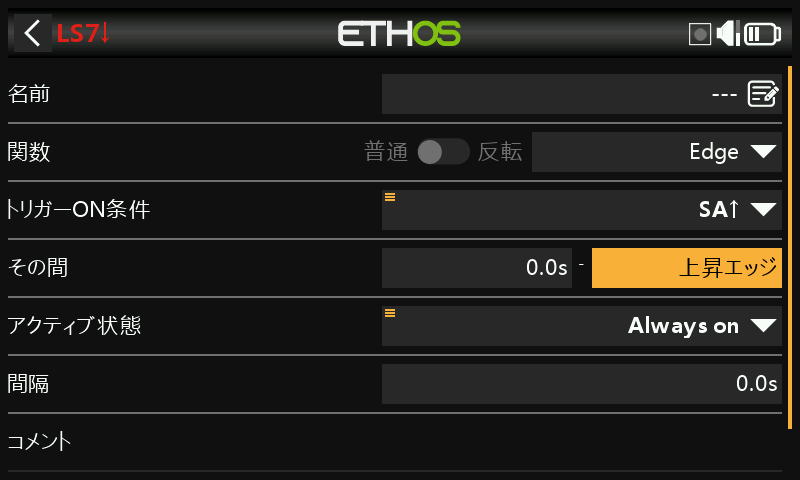 LS7↓ ETHOS
名前 ---
関数 普通 反転 Edge
トリガーON条件 SA↑
その間 0.0s - 上昇エッジ
アクティブ状態 Always on
間隔 0.0s
コメント